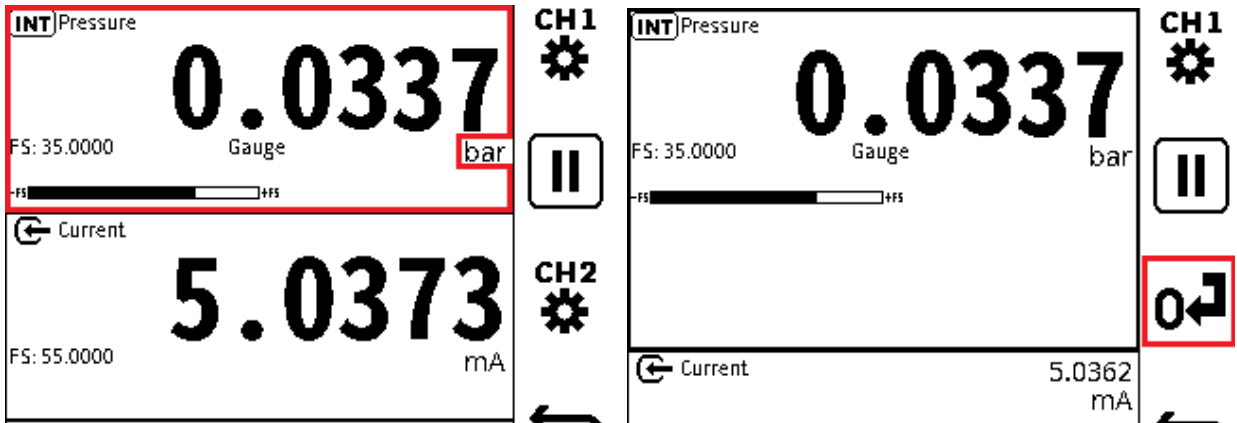 INT Pressure
0.0337
FS: 35.0000 Gauge bar
-FS +FS
Current
5.0373
FS: 55.0000 mA
CH1
CH2
INT Pressure
0.0337
FS: 35.0000 Gauge bar
-FS +FS
Current 5.0362
mA
CH1
0